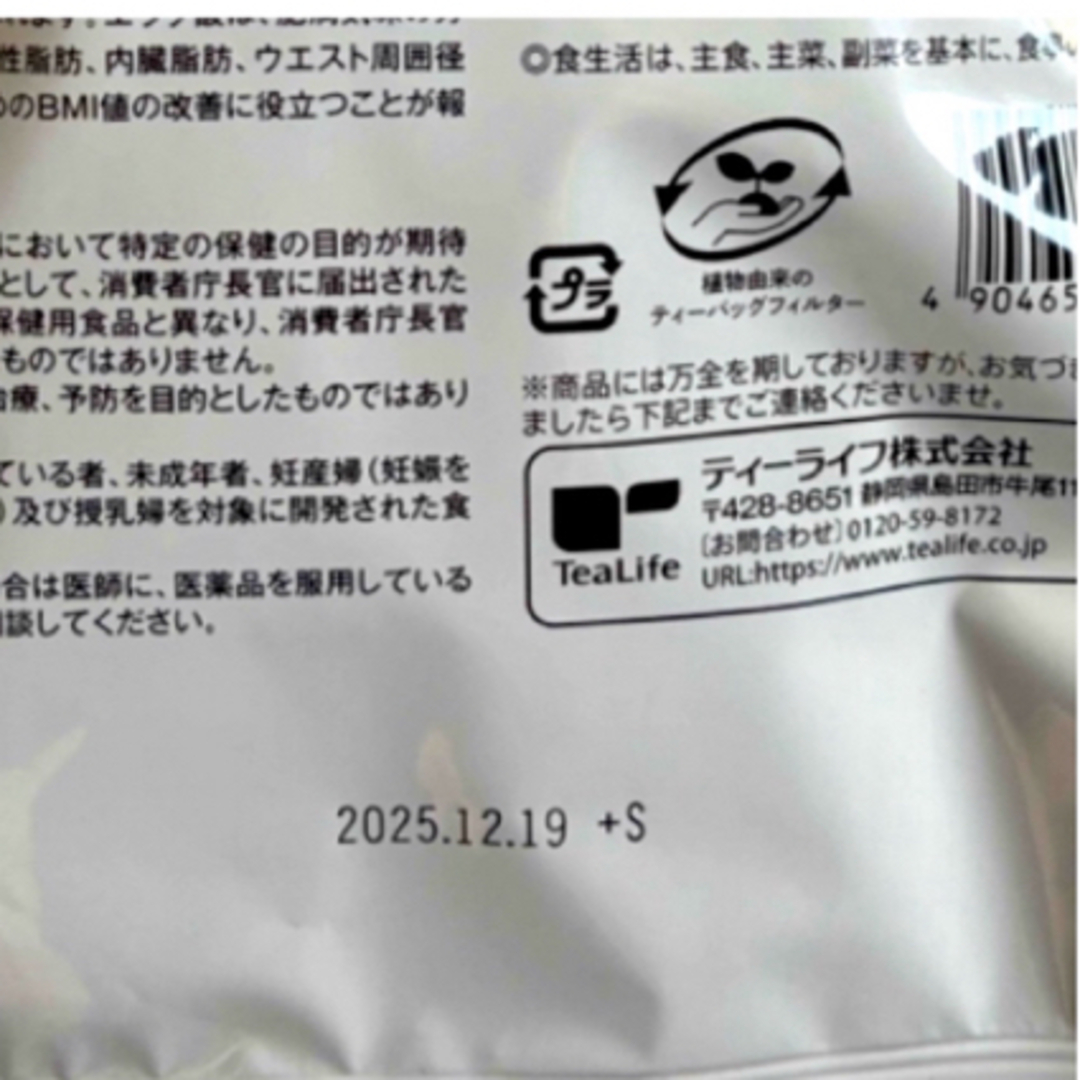 性脂肪、内臓脂肪、ウエスト周囲径
のBMI値の改善に役立つことが報
において特定の保健の目的が期待
として、消費者庁長官に届出された
保健用食品と異なり、消費者庁長官
ものではありません。
療、予防を目的としたものではあり
ている者、未成年者、妊産婦(妊娠を
)及び授乳婦を対象に開発された食
合は医師に、医薬品を服用している
談してください。
◎食生活は、主食、主菜、副菜を基本に、食
プラ
植物由来の
ティーバッグフィルター
4 90465
※商品には万全を期しておりますが、お気づき
ましたら下記までご連絡くださいませ。
TeaLife
ティーライフ株式会社
〒428-8651 静岡県島田市牛尾11
〔お問合わせ〕0120-59-8172
URL:https://www.tealife.co.jp
2025.12.19 +S